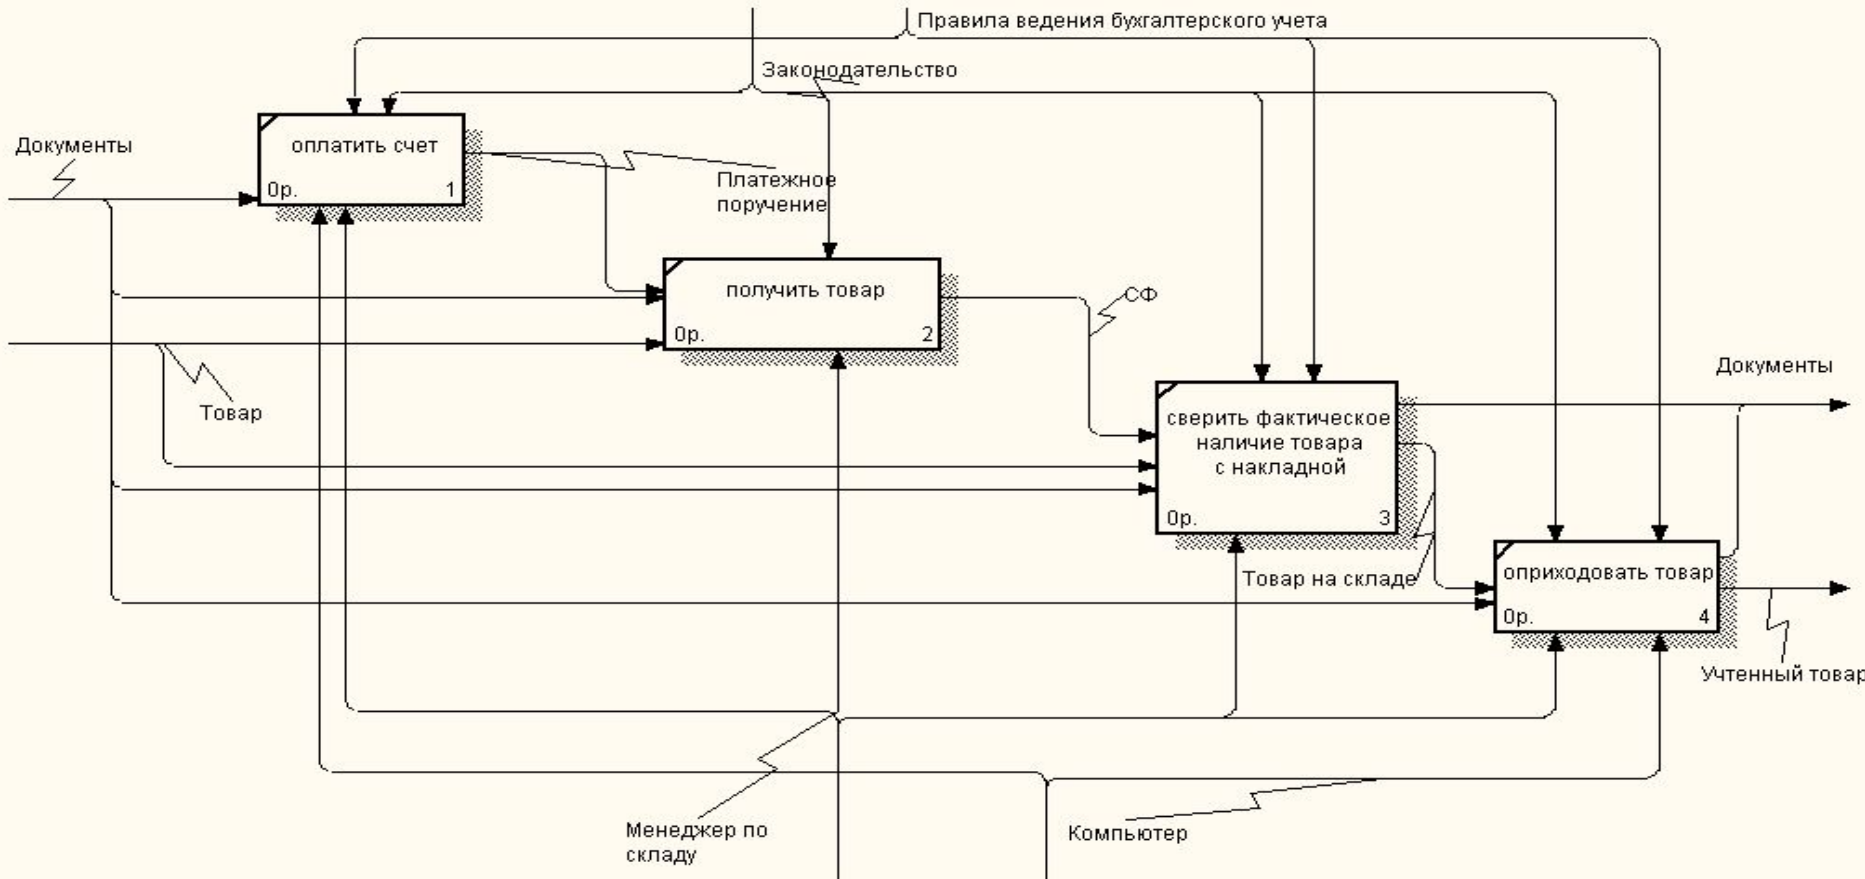 Правила ведения бухгалтерского учета
Законодательство
Документы
оплатить счет
0р. 1
Платежное
поручение
получить товар
0р. 2
СФ
Товар
Документы
сверить фактическое
наличие товара
с накладной
0р. 3
Товар на складе
оприходовать товар
0р. 4
Учтенный товар
Менеджер по
складу
Компьютер